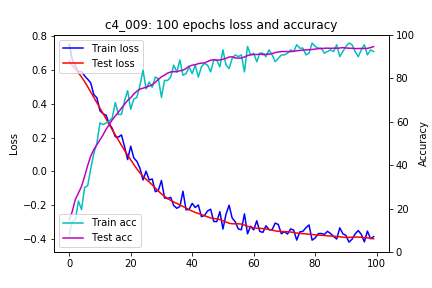 c4_009: 100 epochs loss and accuracy
Train loss
Test loss
Train acc
Test acc
Loss
Accuracy
0.8
0.6
0.4
0.2
0.0
−0.2
−0.4
100
80
60
40
20
0
0
20
40
60
80
100